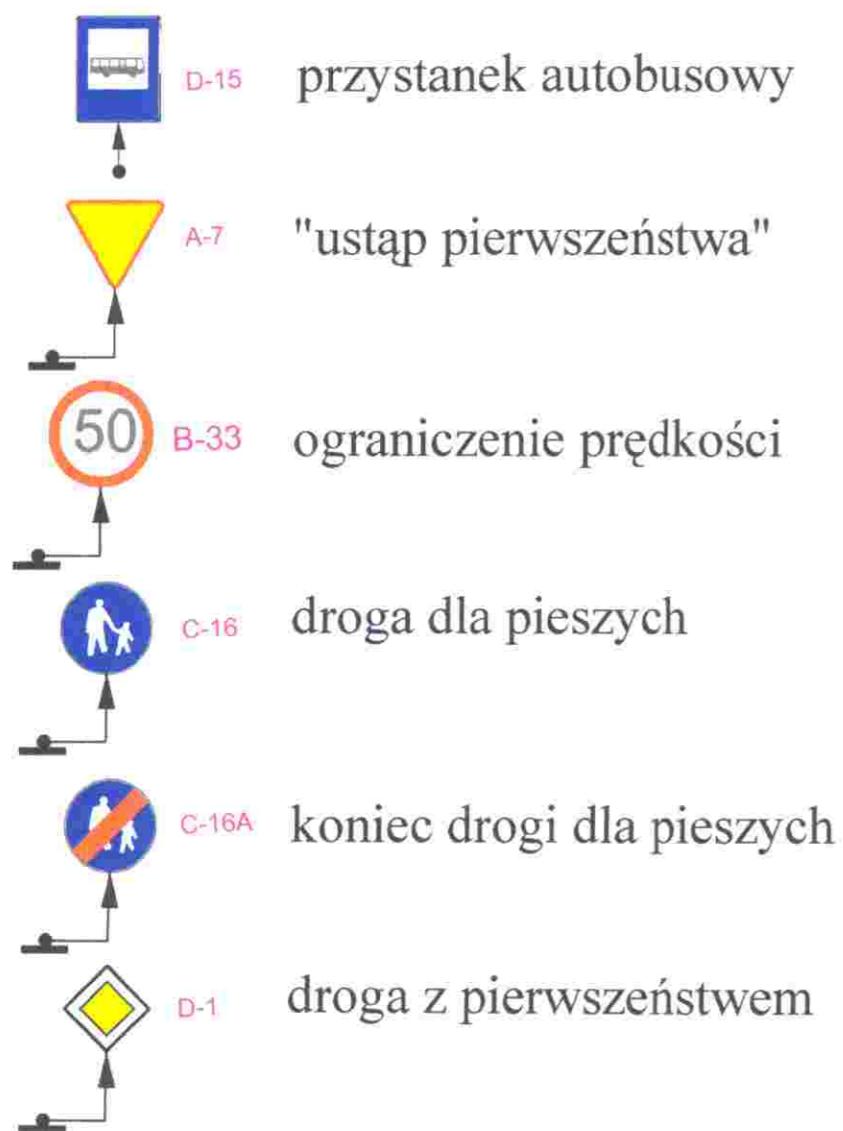 D-15 przystanek autobusowy
A-7 "ustąp pierwszeństwa"
50 B-33 ograniczenie prędkości
C-16 droga dla pieszych
C-16A koniec drogi dla pieszych
D-1 droga z pierwszeństwem